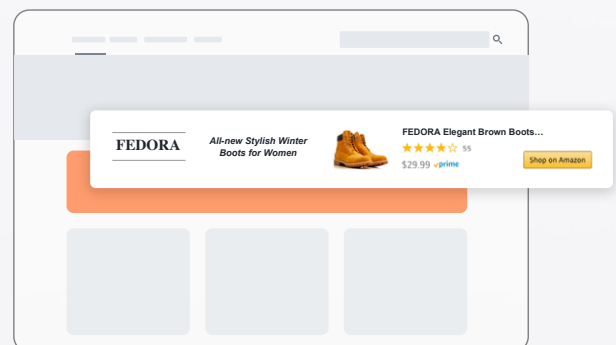 FEDORA
All-new Stylish Winter
Boots for Women
FEDORA Elegant Brown Boots...
55
$29.99 prime
Shop on Amazon